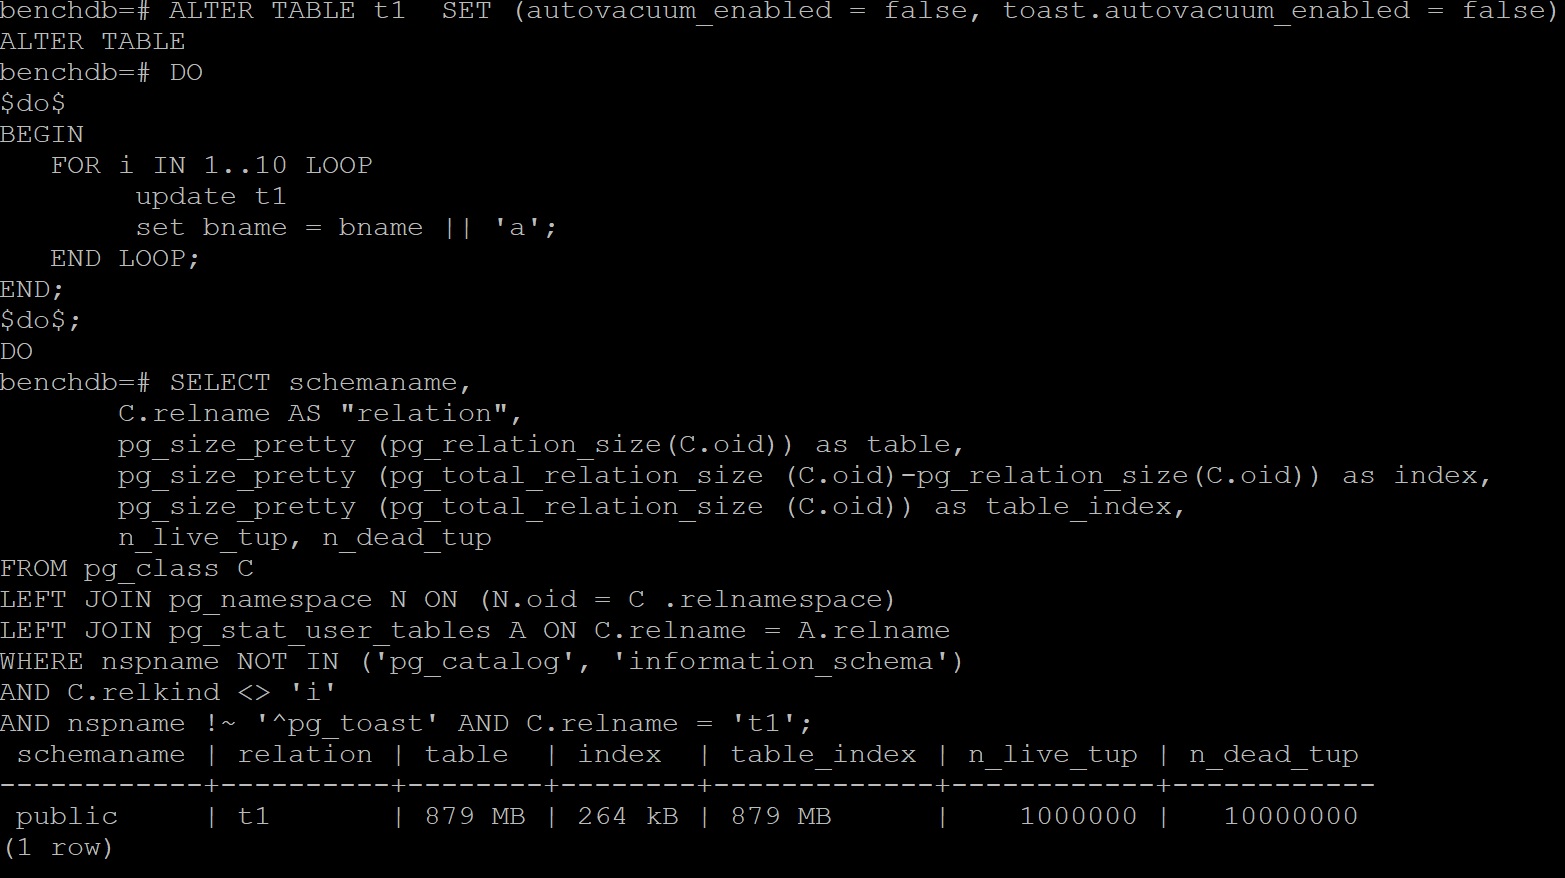 benchdb=# ALTER TABLE t1  SET (autovacuum_enabled = false, toast.autovacuum_enabled = false)
ALTER TABLE
benchdb=# DO
$do$
BEGIN
   FOR i IN 1..10 LOOP
        update t1
        set bname = bname || 'a';
   END LOOP;
END;
$do$;
DO
benchdb=# SELECT schemaname,
       C.relname AS "relation",
       pg_size_pretty (pg_relation_size(C.oid)) as table,
       pg_size_pretty (pg_total_relation_size (C.oid)-pg_relation_size(C.oid)) as index,
       pg_size_pretty (pg_total_relation_size (C.oid)) as table_index,
       n_live_tup, n_dead_tup
FROM pg_class C
LEFT JOIN pg_namespace N ON (N.oid = C .relnamespace)
LEFT JOIN pg_stat_user_tables A ON C.relname = A.relname
WHERE nspname NOT IN ('pg_catalog', 'information_schema')
AND C.relkind <> 'i'
AND nspname !~ '^pg_toast' AND C.relname = 't1';
 schemaname | relation | table  | index  | table_index | n_live_tup | n_dead_tup
------------+----------+--------+--------+-------------+------------+------------
 public     | t1       | 879 MB | 264 kB | 879 MB      |    1000000 |   10000000
(1 row)